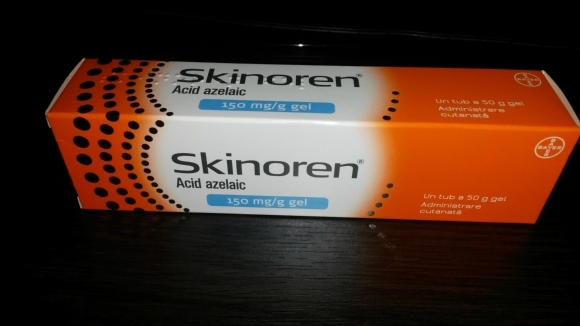 Skinoren®
Acid azelaic
150 mg/g gel
Un tub a 50 g gel
Administrare
cutanată
BAYER
Skinoren®
Acid azelaic
150 mg/g gel
Un tub a 50 g gel
Administrare
cutanată
BAYER